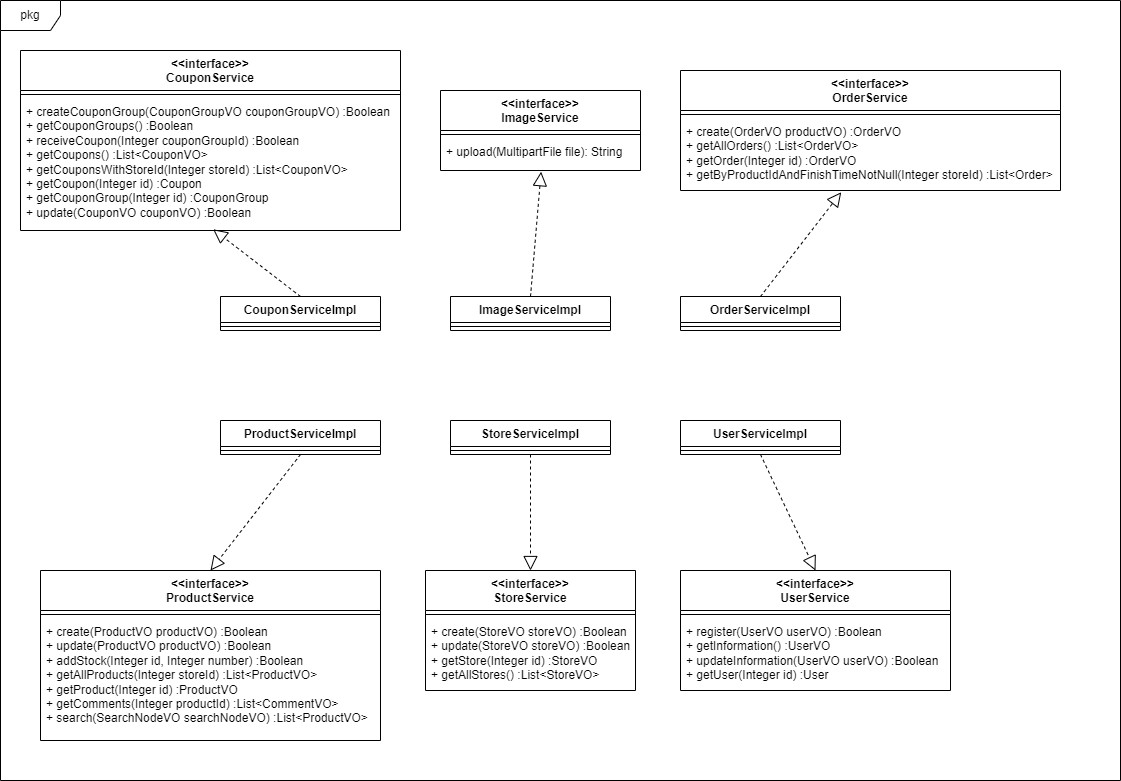 pkg
<<interface>>
CouponService
+ createCouponGroup(CouponGroupVO couponGroupVO) :Boolean
+ getCouponGroups() :Boolean
+ receiveCoupon(Integer couponGroupId) :Boolean
+ getCoupons() :List<CouponVO>
+ getCouponsWithStoreId(Integer storeId) :List<CouponVO>
+ getCoupon(Integer id) :Coupon
+ getCouponGroup(Integer id) :CouponGroup
+ update(CouponVO couponVO) :Boolean
<<interface>>
ImageService
+ upload(MultipartFile file): String
<<interface>>
OrderService
+ create(OrderVO productVO) :OrderVO
+ getAllOrders() :List<OrderVO>
+ getOrder(Integer id) :OrderVO
+ getByProductIdAndFinishTimeNotNull(Integer storeId) :List<Order>
CouponServiceImpl
ImageServiceImpl
OrderServiceImpl
ProductServiceImpl
StoreServiceImpl
UserServiceImpl
<<interface>>
ProductService
+ create(ProductVO productVO) :Boolean
+ update(ProductVO productVO) :Boolean
+ addStock(Integer id, Integer number) :Boolean
+ getAllProducts(Integer storeId) :List<ProductVO>
+ getProduct(Integer id) :ProductVO
+ getComments(Integer productId) :List<CommentVO>
+ search(SearchNodeVO searchNodeVO) :List<ProductVO>
<<interface>>
StoreService
+ create(StoreVO storeVO) :Boolean
+ update(StoreVO storeVO) :Boolean
+ getStore(Integer id) :StoreVO
+ getAllStores() :List<StoreVO>
<<interface>>
UserService
+ register(UserVO userVO) :Boolean
+ getInformation() :UserVO
+ updateInformation(UserVO userVO) :Boolean
+ getUser(Integer id) :User